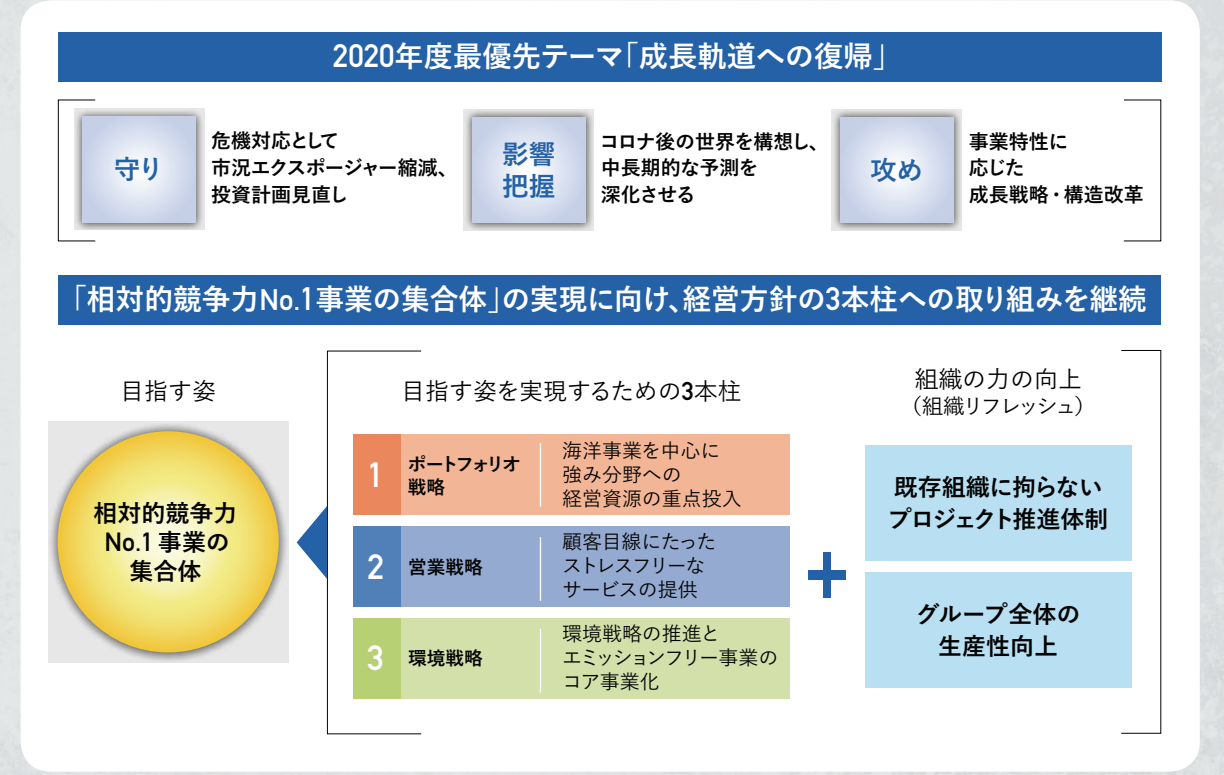 2020年度最優先テーマ「成長軌道への復帰」
守り
危機対応として
市況エクスポージャー縮減、
投資計画見直し
影響
把握
コロナ後の世界を構想し、
中長期的な予測を
深化させる
攻め
事業特性に
応じた
成長戦略・構造改革
「相対的競争力No.1事業の集合体」の実現に向け、経営方針の3本柱への取り組みを継続
目指す姿
相対的競争力
No.1 事業の
集合体
目指す姿を実現するための3本柱
1
ポートフォリオ
戦略
海洋事業を中心に
強み分野への
経営資源の重点投入
2
営業戦略
顧客目線にたった
ストレスフリーな
サービスの提供
3
環境戦略
環境戦略の推進と
エミッションフリー事業の
コア事業化
+
組織の力の向上
（組織リフレッシュ）
既存組織に拘らない
プロジェクト推進体制
グループ全体の
生産性向上